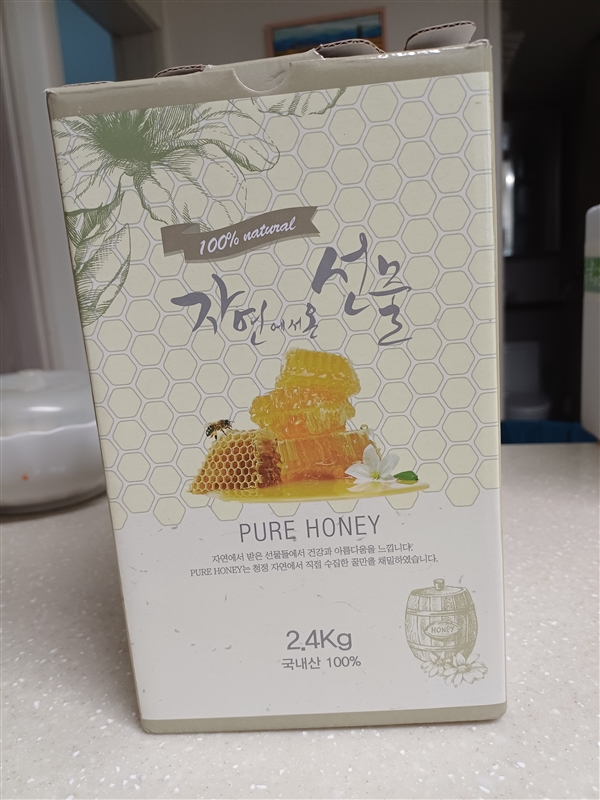 100% natural
자연에서온 선물
PURE HONEY
자연에서 받은 선물들에서 건강과 아름다움을 느낍니다.
PURE HONEY는 청정 자연에서 직접 수집한 꿀만을 채밀하였습니다.
HONEY
2.4Kg
국내산 100%